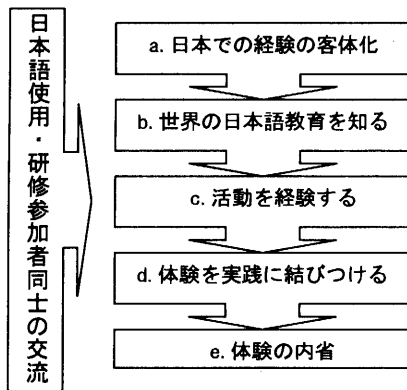 日本語使用・研修参加者同士の交流
a. 日本での経験の客体化
b. 世界の日本語教育を知る
c. 活動を経験する
d. 体験を実践に結びつける
e. 体験の内省